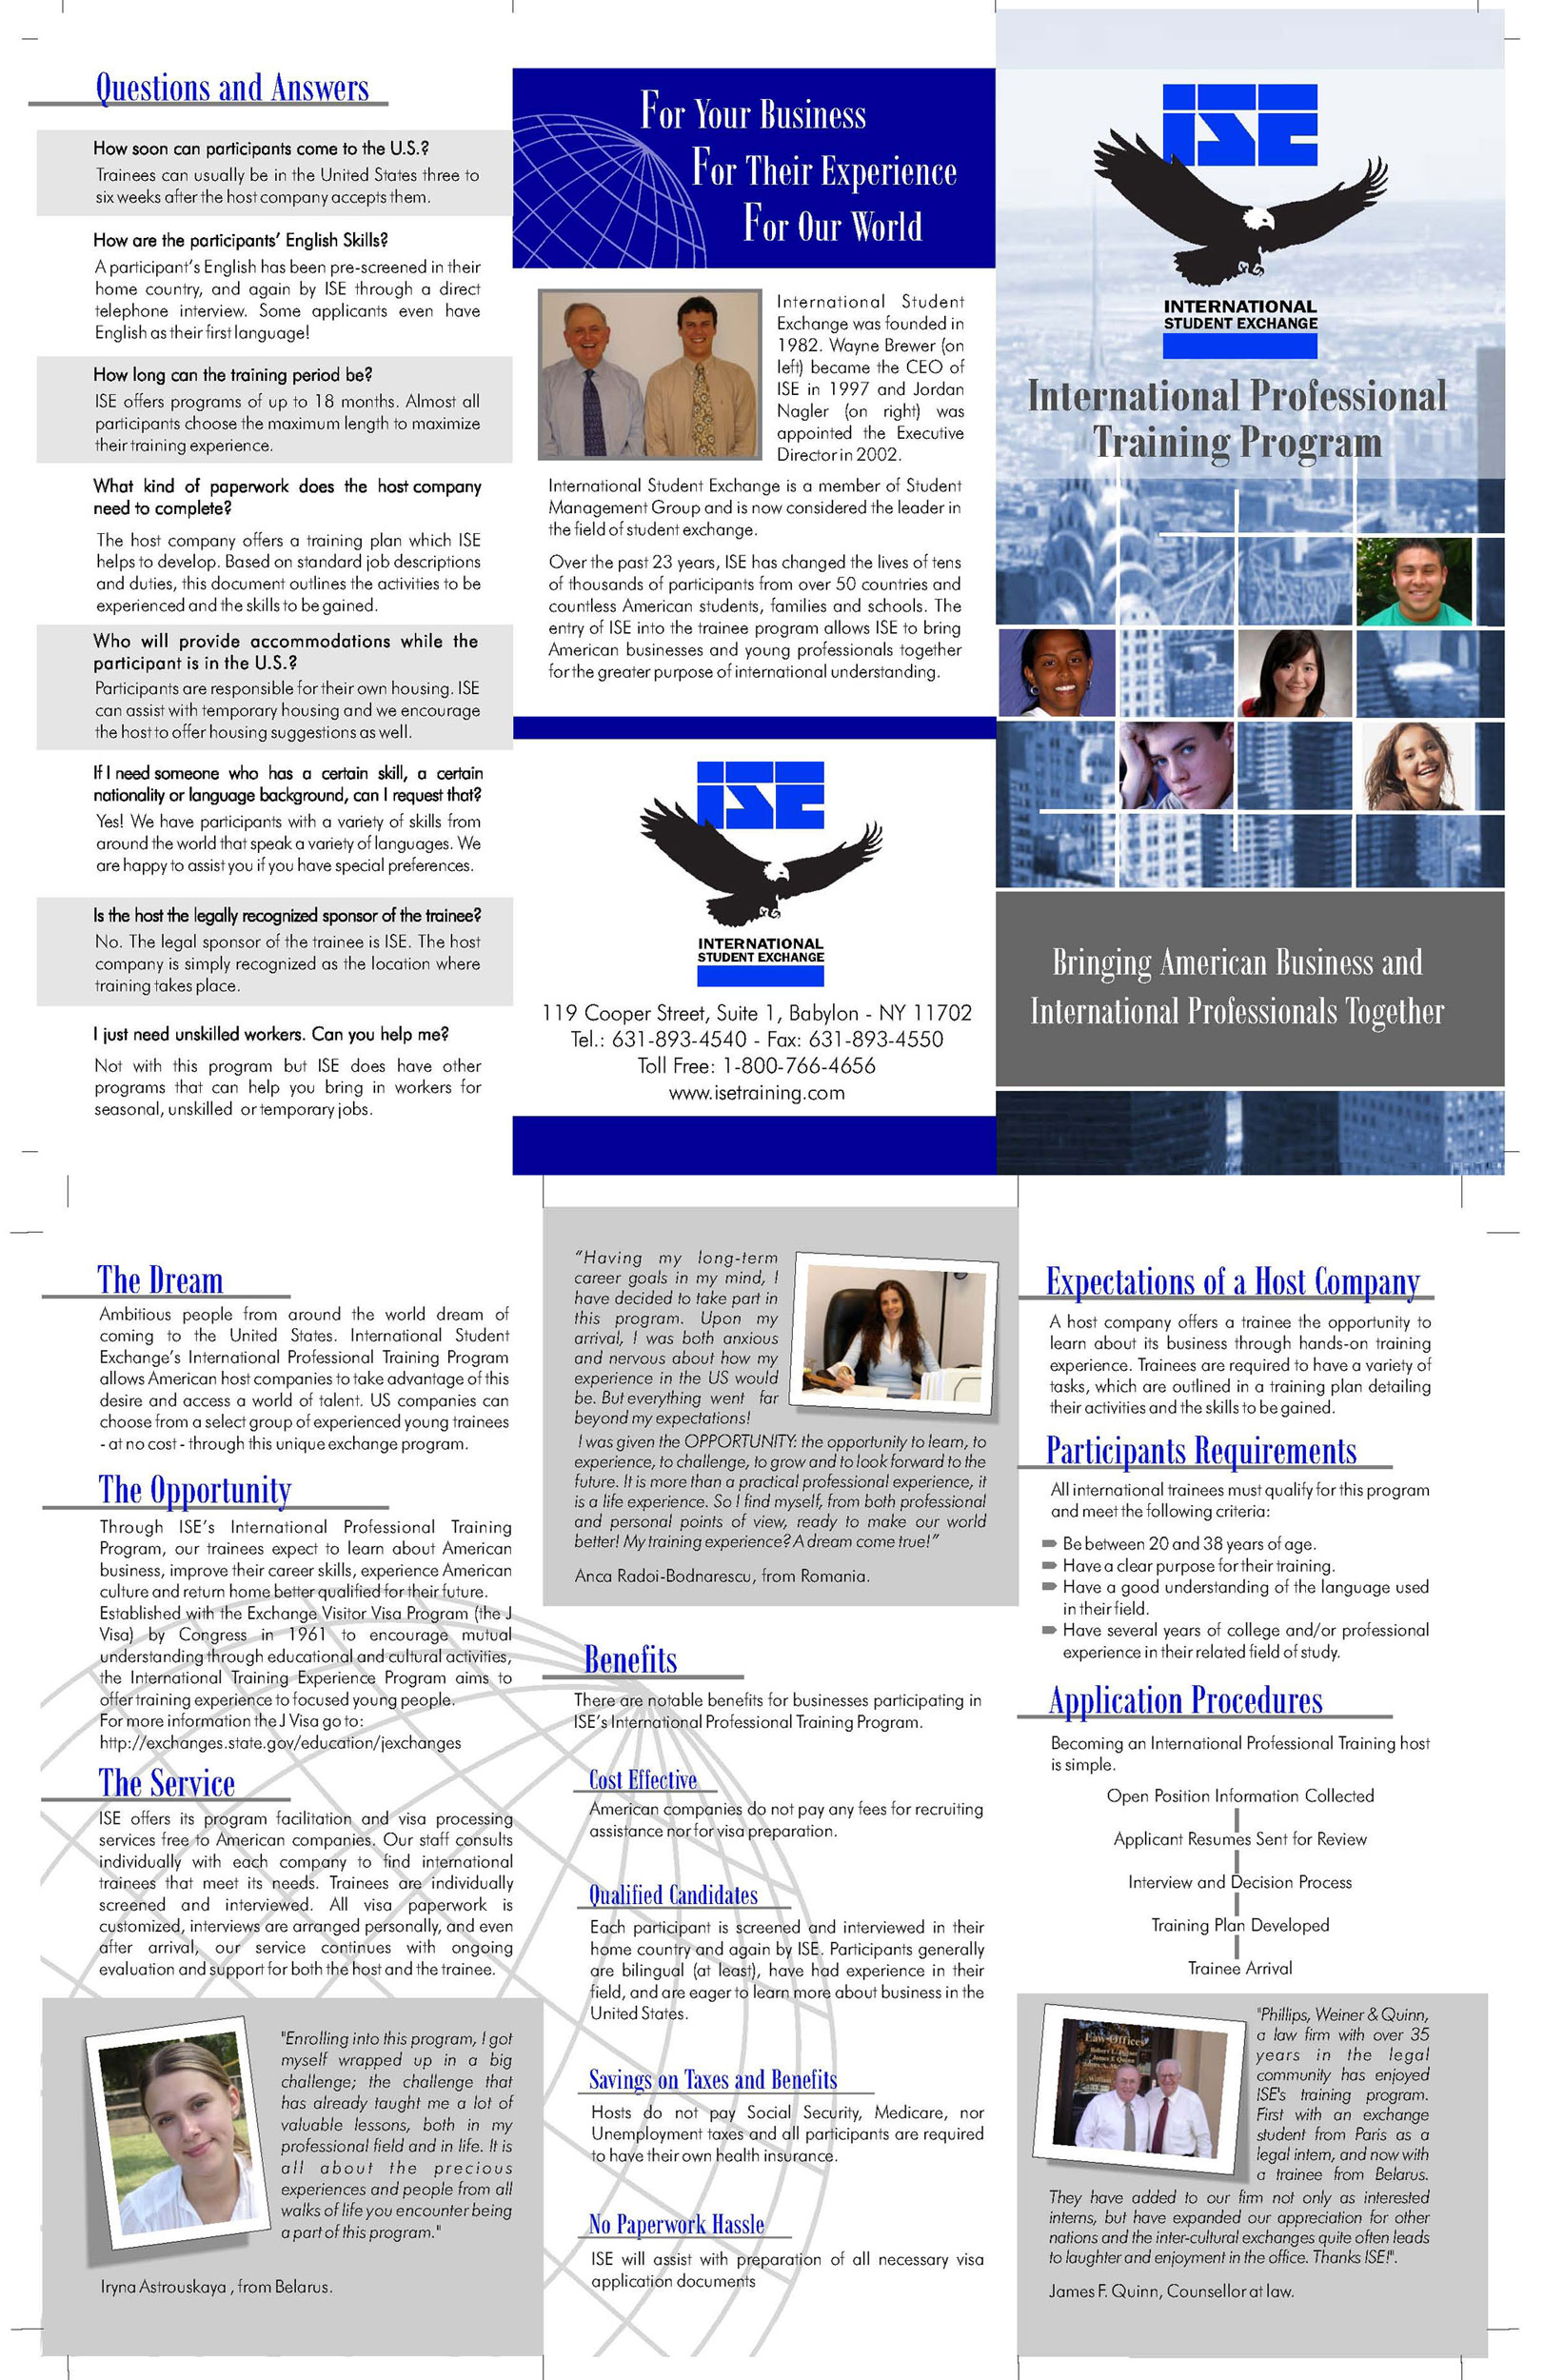 Questions and Answers
How soon can participants come to the U.S.?
Trainees can usually be in the United States three to
six weeks after the host company accepts them.
How are the participants' English Skills?
A participant's English has been pre-screened in their
home country, and again by ISE through a direct
telephone interview. Some applicants even have
English as their first language!
How long can the training period be?
ISE offers programs of up to 18 months. Almost all
participants choose the maximum length to maximize
their training experience.
What kind of paperwork does the host company
need to complete?
The host company offers a training plan which ISE
helps to develop. Based on standard job descriptions
and duties, this document outlines the activities to be
experienced and the skills to be gained.
Who will provide accommodations while the
participant is in the U.S.?
Participants are responsible for their own housing. ISE
can assist with temporary housing and we encourage
the host to offer housing suggestions as well.
If I need someone who has a certain skill, a certain
nationality or language background, can I request that?
Yes! We have participants with a variety of skills from
around the world that speak a variety of languages. We
are happy to assist you if you have special preferences.
Is the host the legally recognized sponsor of the trainee?
No. The legal sponsor of the trainee is ISE. The host
company is simply recognized as the location where
training takes place.
I just need unskilled workers. Can you help me?
Not with this program but ISE does have other
programs that can help you bring in workers for
seasonal, unskilled or temporary jobs.
For Your Business
For Their Experience
For Our World
International Student
Exchange was founded in
1982. Wayne Brewer (on
left) became the CEO of
ISE in 1997 and Jordan
Nagler (on right) was
appointed the Executive
Director in 2002.
International Student Exchange is a member of Student
Management Group and is now considered the leader in
the field of student exchange.
Over the past 23 years, ISE has changed the lives of tens
of thousands of participants from over 50 countries and
countless American students, families and schools. The
entry of ISE into the trainee program allows ISE to bring
American businesses and young professionals together
for the greater purpose of international understanding.
ISE
INTERNATIONAL
STUDENT EXCHANGE
119 Cooper Street, Suite 1, Babylon - NY 11702
Tel.: 631-893-4540 - Fax: 631-893-4550
Toll Free: 1-800-766-4656
www.isetraining.com
ISE
INTERNATIONAL
STUDENT EXCHANGE
International Professional
Training Program
Bringing American Business and
International Professionals Together
The Dream
Ambitious people from around the world dream of
coming to the United States. International Student
Exchange's International Professional Training Program
allows American host companies to take advantage of this
desire and access a world of talent. US companies can
choose from a select group of experienced young trainees
- at no cost - through this unique exchange program.
The Opportunity
Through ISE's International Professional Training
Program, our trainees expect to learn about American
business, improve their career skills, experience American
culture and return home better qualified for their future.
Established with the Exchange Visitor Visa Program (the J
Visa) by Congress in 1961 to encourage mutual
understanding through educational and cultural activities,
the International Training Experience Program aims to
offer training experience to focused young people.
For more information the J Visa go to:
http://exchanges.state.gov/education/jexchanges
The Service
ISE offers its program facilitation and visa processing
services free to American companies. Our staff consults
individually with each company to find international
trainees that meet its needs. Trainees are individually
screened and interviewed. All visa paperwork is
customized, interviews are arranged personally, and even
after arrival, our service continues with ongoing
evaluation and support for both the host and the trainee.
"Enrolling into this program, I got
myself wrapped up in a big
challenge; the challenge that
has already taught me a lot of
valuable lessons, both in my
professional field and in life. It is
all about the precious
experiences and people from all
walks of life you encounter being
a part of this program."
Iryna Astrouskaya , from Belarus.
"Having my long-term
career goals in my mind, I
have decided to take part in
this program. Upon my
arrival, I was both anxious
and nervous about how my
experience in the US would
be. But everything went far
beyond my expectations!
I was given the OPPORTUNITY: the opportunity to learn, to
experience, to challenge, to grow and to look forward to the
future. It is more than a practical professional experience, it
is a life experience. So I find myself, from both professional
and personal points of view, ready to make our world
better! My training experience? A dream come true!"
Anca Radoi-Bodnarescu, from Romania.
Benefits
There are notable benefits for businesses participating in
ISE's International Professional Training Program.
Cost Effective
American companies do not pay any fees for recruiting
assistance nor for visa preparation.
Qualified Candidates
Each participant is screened and interviewed in their
home country and again by ISE. Participants generally
are bilingual (at least), have had experience in their
field, and are eager to learn more about business in the
United States.
Savings on Taxes and Benefits
Hosts do not pay Social Security, Medicare, nor
Unemployment taxes and all participants are required
to have their own health insurance.
No Paperwork Hassle
ISE will assist with preparation of all necessary visa
application documents
Expectations of a Host Company
A host company offers a trainee the opportunity to
learn about its business through hands-on training
experience. Trainees are required to have a variety of
tasks, which are outlined in a training plan detailing
their activities and the skills to be gained.
Participants Requirements
All international trainees must qualify for this program
and meet the following criteria:
Be between 20 and 38 years of age.
Have a clear purpose for their training.
Have a good understanding of the language used
in their field.
Have several years of college and/or professional
experience in their related field of study.
Application Procedures
Becoming an International Professional Training host
is simple.
Open Position Information Collected
Applicant Resumes Sent for Review
Interview and Decision Process
Training Plan Developed
Trainee Arrival
Law Offices
"Phillips, Weiner & Quinn,
a law firm with over 35
years in the legal
community has enjoyed
ISE's training program.
First with an exchange
student from Paris as a
legal intern, and now with
a trainee from Belarus.
They have added to our firm not only as interested
interns, but have expanded our appreciation for other
nations and the inter-cultural exchanges quite often leads
to laughter and enjoyment in the office. Thanks ISE!".
James F. Quinn, Counsellor at law.